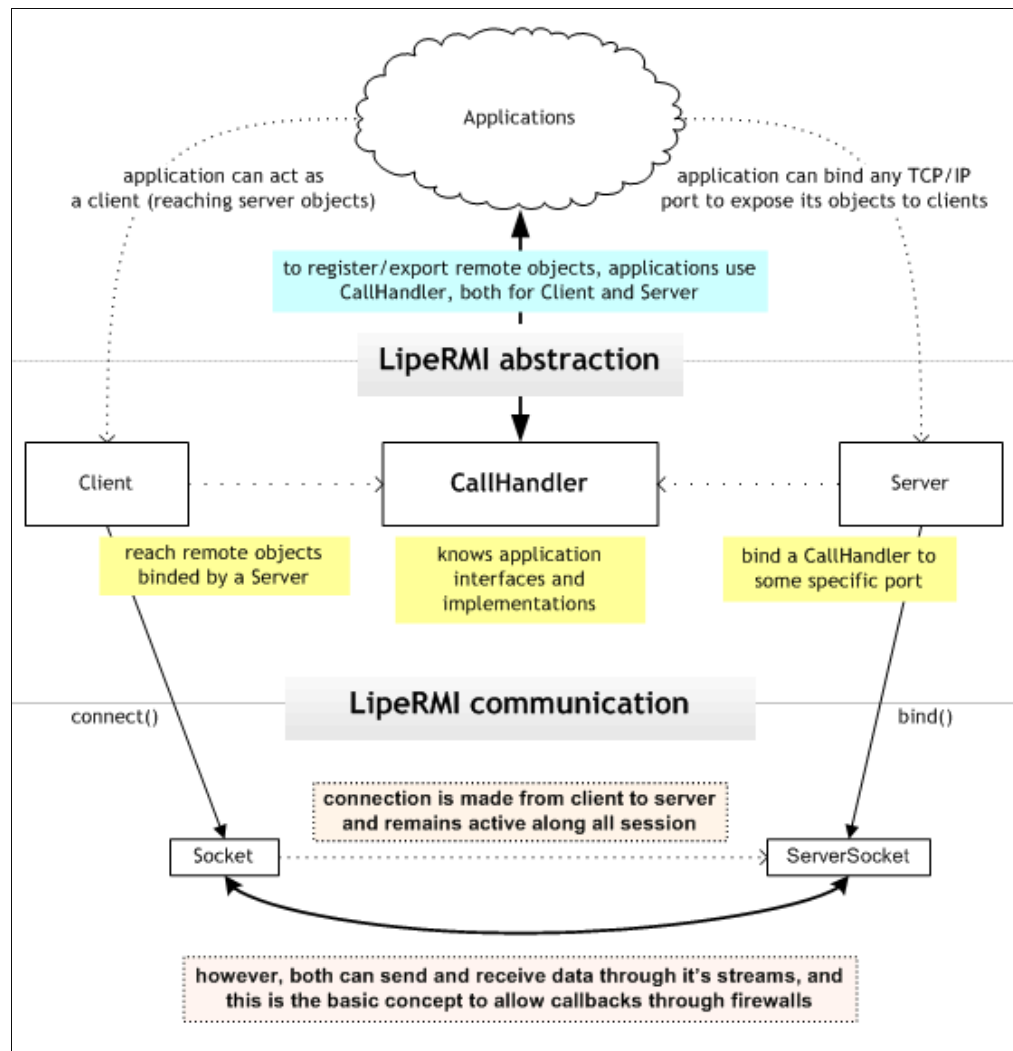 Applications
application can act as
a client (reaching server objects)
application can bind any TCP/IP
port to expose its objects to clients
to register/export remote objects, applications use
CallHandler, both for Client and Server
LipeRMI abstraction
Client
CallHandler
Server
reach remote objects
binded by a Server
knows application
interfaces and
implementations
bind a CallHandler to
some specific port
LipeRMI communication
connect()
bind()
connection is made from client to server
and remains active along all session
Socket
ServerSocket
however, both can send and receive data through it's streams, and
this is the basic concept to allow callbacks through firewalls